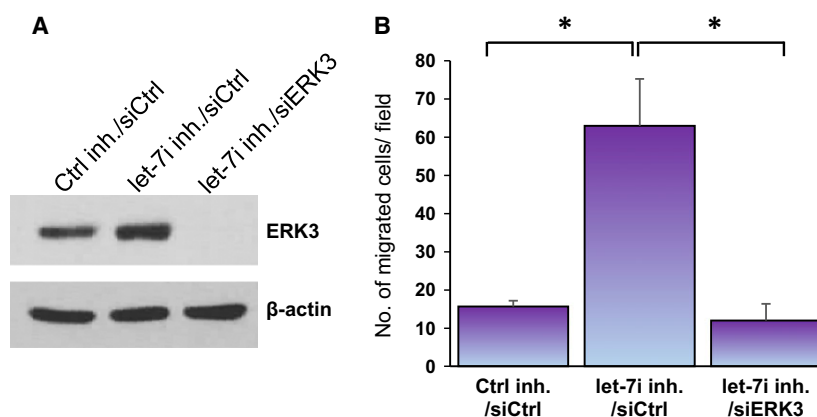 A
Ctrl inh./siCtrl
let-7i inh./siCtrl
let-7i inh./siERK3
ERK3
β-actin
B
*
*
No. of migrated cells/ field
80
70
60
50
40
30
20
10
0
Ctrl inh.
/siCtrl
let-7i inh.
/siCtrl
let-7i inh.
/siERK3